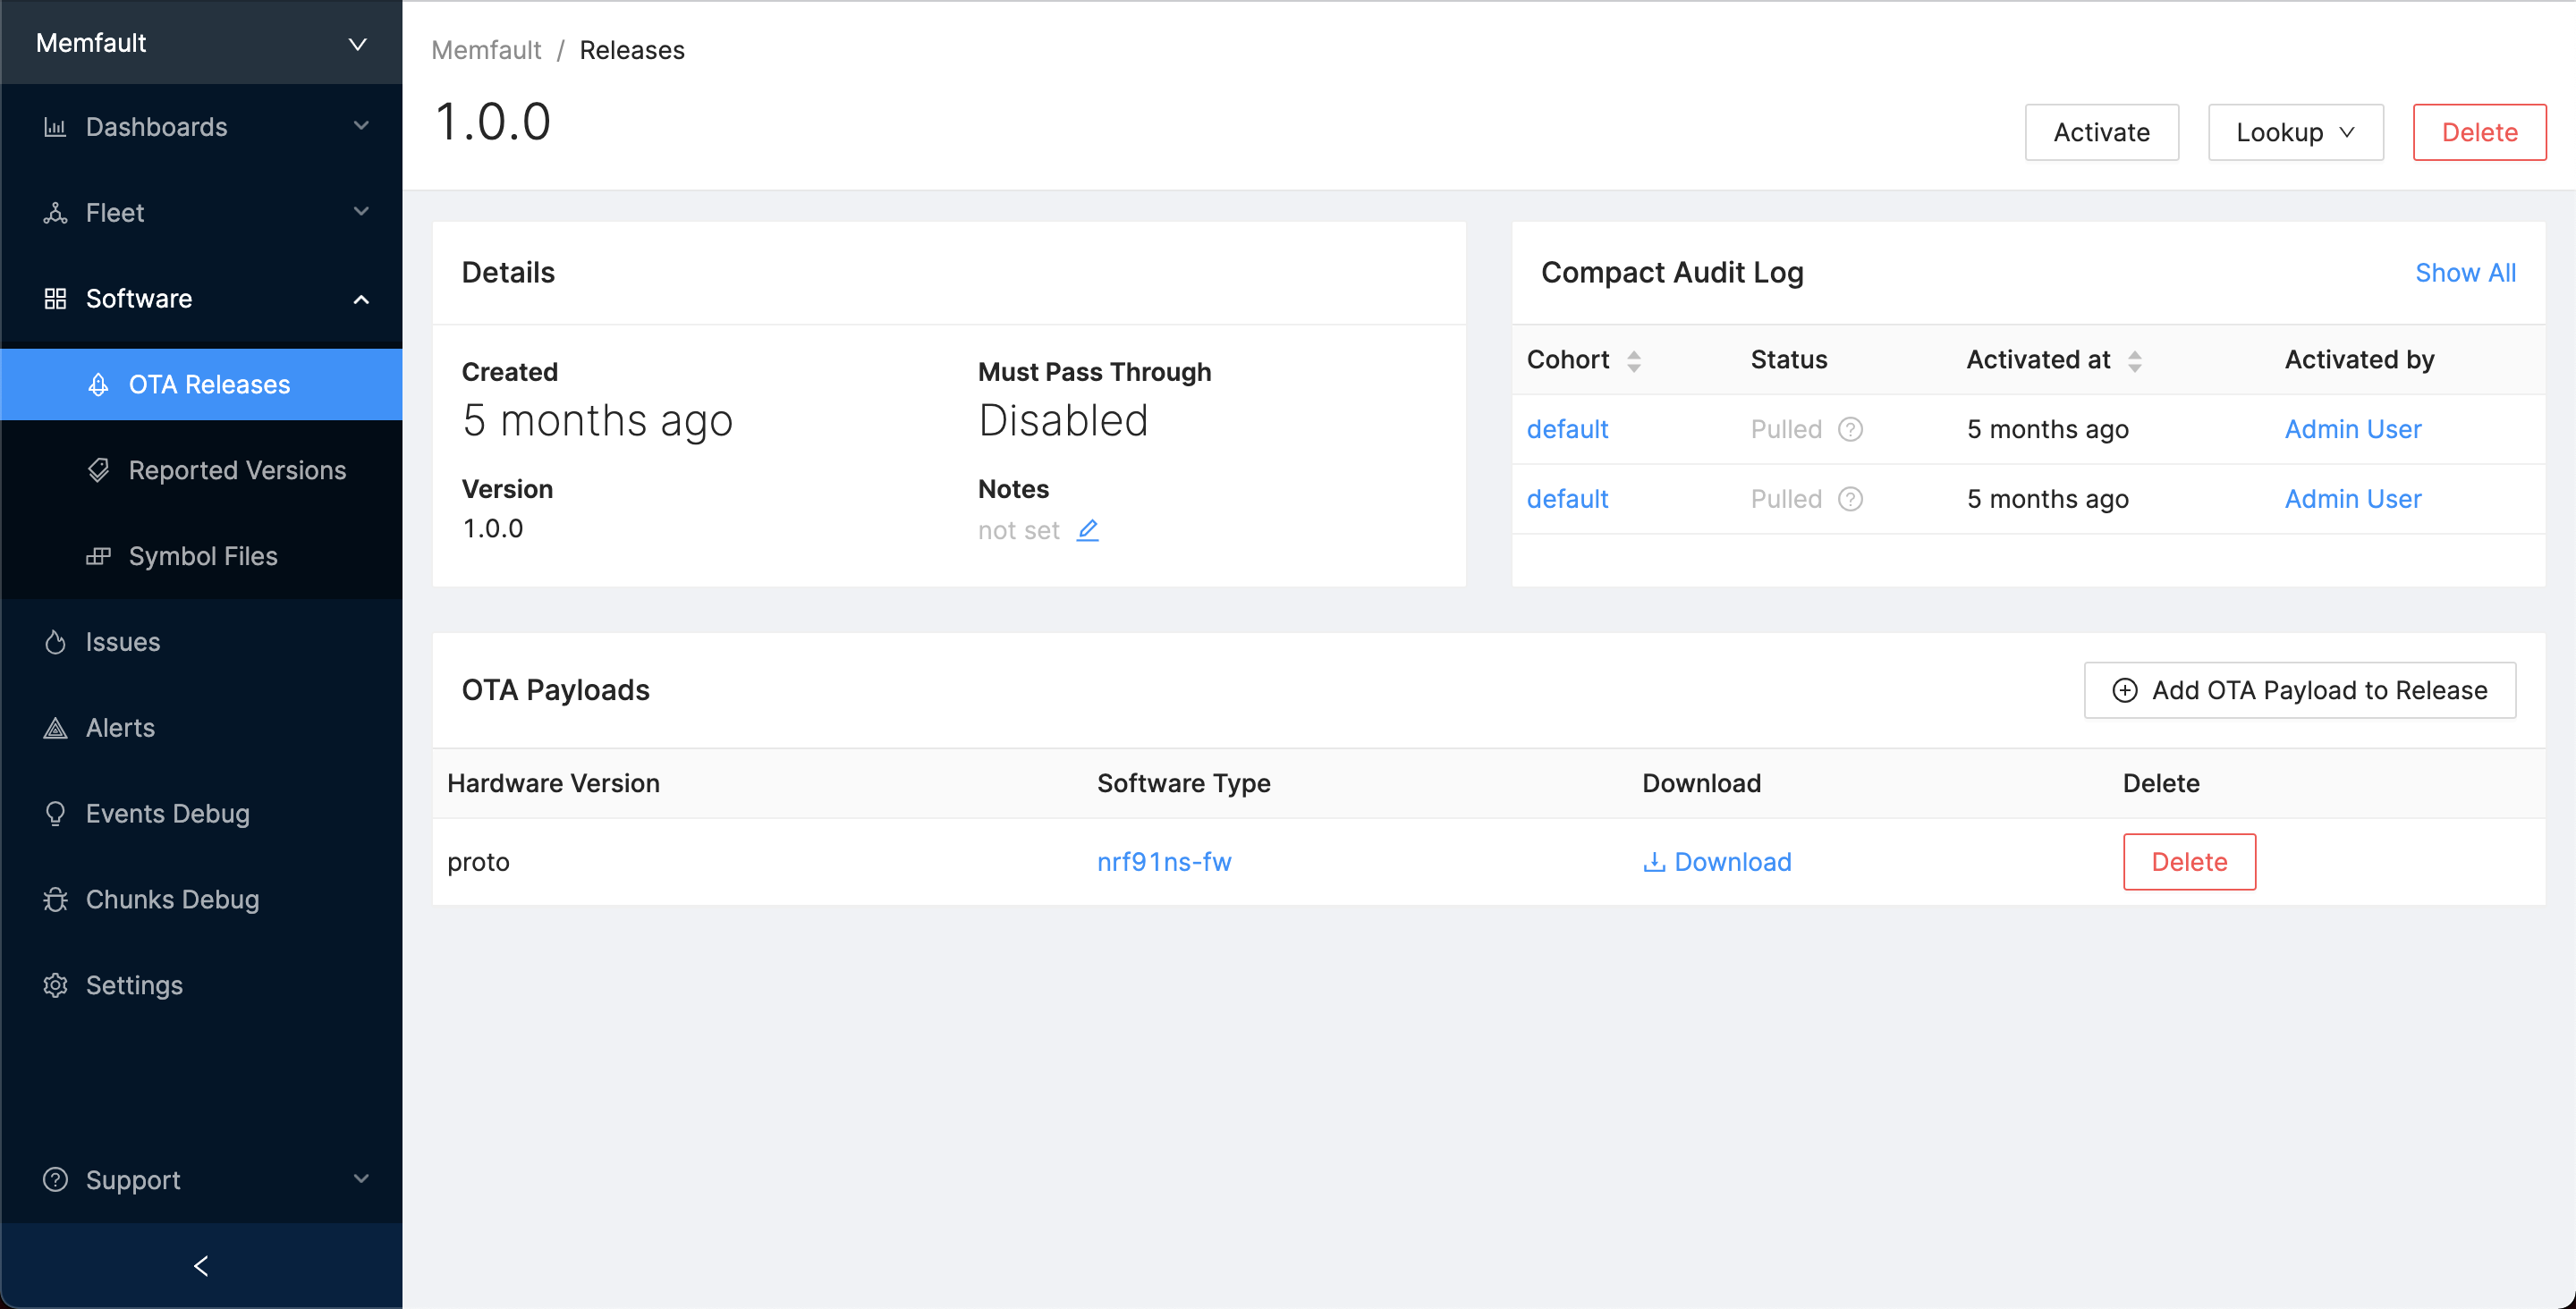 Memfault
Dashboards
Fleet
Software
OTA Releases
Reported Versions
Symbol Files
Issues
Alerts
Events Debug
Chunks Debug
Settings
Support
Memfault / Releases
1.0.0
Activate
Lookup
Delete
Details
Created
5 months ago
Must Pass Through
Disabled
Version
1.0.0
Notes
not set
Compact Audit Log
Show All
Cohort Status Activated at Activated by
default Pulled 5 months ago Admin User
default Pulled 5 months ago Admin User
OTA Payloads
Add OTA Payload to Release
Hardware Version Software Type Download Delete
proto nrf91ns-fw Download Delete